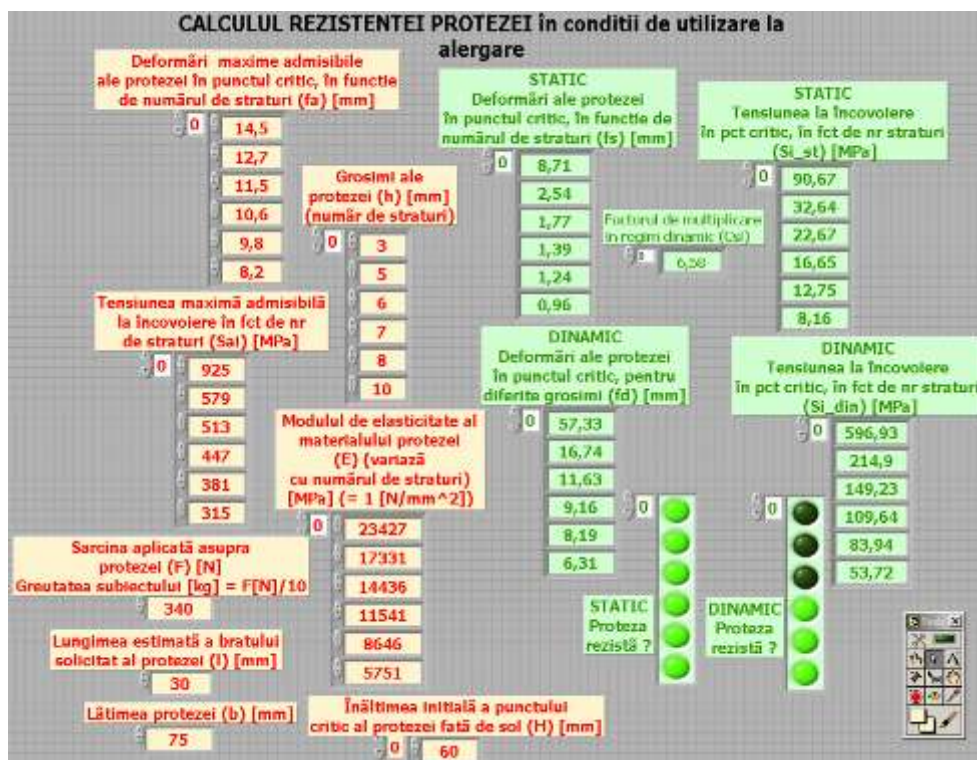 CALCULUL REZISTENTEI PROTEZEI în conditii de utilizare la
alergare
Deformări maxime admisibile
ale protezei în punctul critic, în functie
de numărul de straturi (fa) [mm]
0
14,5
12,7
11,5
10,6
9,8
8,2
Grosimi ale
protezei (h) [mm]
(număr de straturi)
0
3
5
6
7
8
10
Tensiunea maximă admisibilă
la încovoiere în fct de nr
de straturi (Sai) [MPa]
0
925
579
513
447
381
315
Modulul de elasticitate al
materialului protezei
(E) (variază
cu numărul de straturi)
[MPa] (= 1 [N/mm^2])
0
23427
17331
14436
11541
8646
5751
Sarcina aplicată asupra
protezei (F) [N]
Greutatea subiectului [kg] = F[N]/10
340
Lungimea estimată a bratului
solicitat al protezei (l) [mm]
30
Lătimea protezei (b) [mm]
75
Înăltimea initială a punctului
critic al protezei fată de sol (H) [mm]
0
60
STATIC
Deformări ale protezei
în punctul critic, în functie de
numărul de straturi (fs) [mm]
0
8,71
2,54
1,77
1,39
1,24
0,96
Factorul de multiplicare
in regim dinamic (Csi)
6,58
STATIC
Tensiunea la încovoiere
în pct critic, în fct de nr straturi
(Si_st) [MPa]
0
90,67
32,64
22,67
16,65
12,75
8,16
DINAMIC
Deformări ale protezei
în punctul critic, pentru
diferite grosimi (fd) [mm]
0
57,33
16,74
11,63
9,16
8,19
6,31
DINAMIC
Tensiunea la încovoiere
în pct critic, în fct de nr straturi
(Si_din) [MPa]
0
596,93
214,9
149,23
109,64
83,94
53,72
0
STATIC
Proteza
rezistă ?
0
DINAMIC
Proteza
rezistă ?